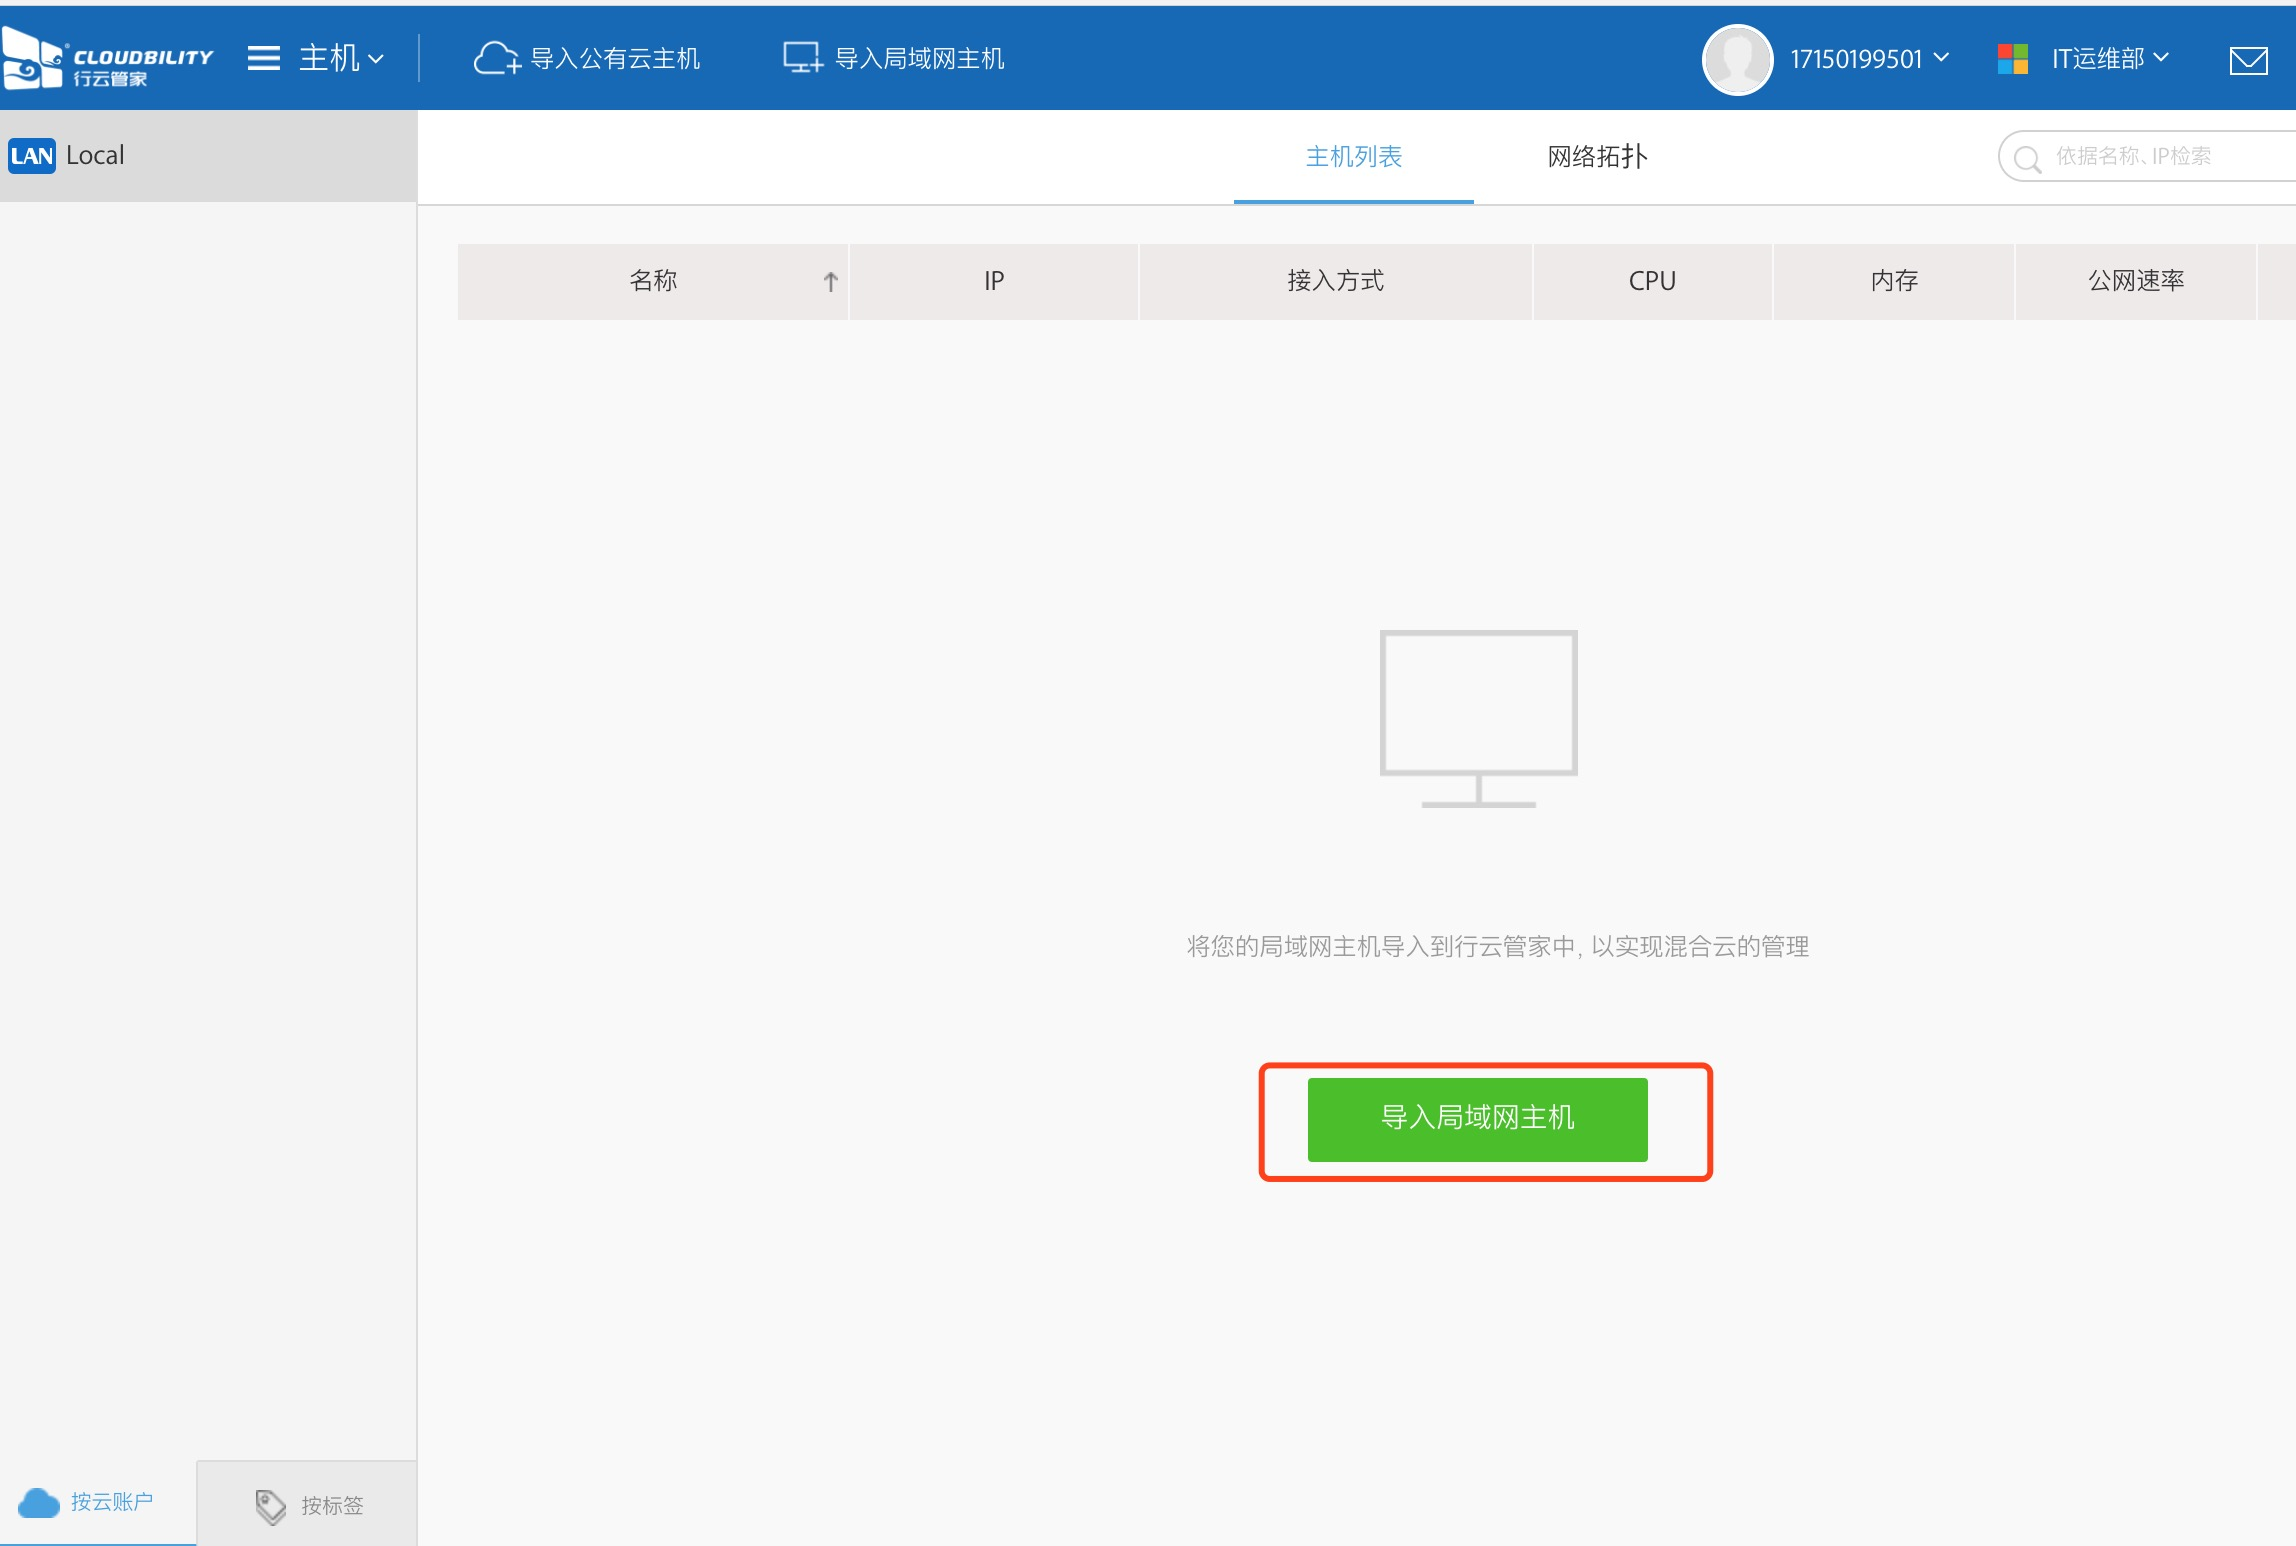 CLOUDBILITY
行云管家
主机
导入公有云主机
导入局域网主机
17150199501
IT运维部
LAN Local
主机列表
网络拓扑
依据名称、IP检索
名称
IP
接入方式
CPU
内存
公网速率
将您的局域网主机导入到行云管家中, 以实现混合云的管理
导入局域网主机
按云账户
按标签